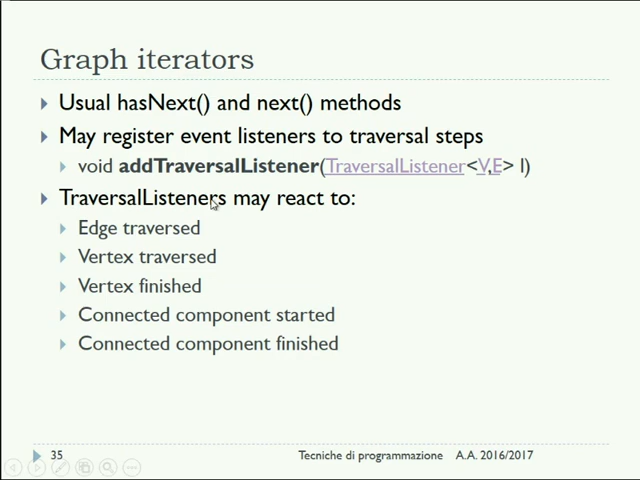 Graph iterators
Usual hasNext() and next() methods
May register event listeners to traversal steps
void addTraversalListener(TraversalListener<V,E> l)
TraversalListeners may react to:
Edge traversed
Vertex traversed
Vertex finished
Connected component started
Connected component finished
35 Tecniche di programmazione A.A. 2016/2017